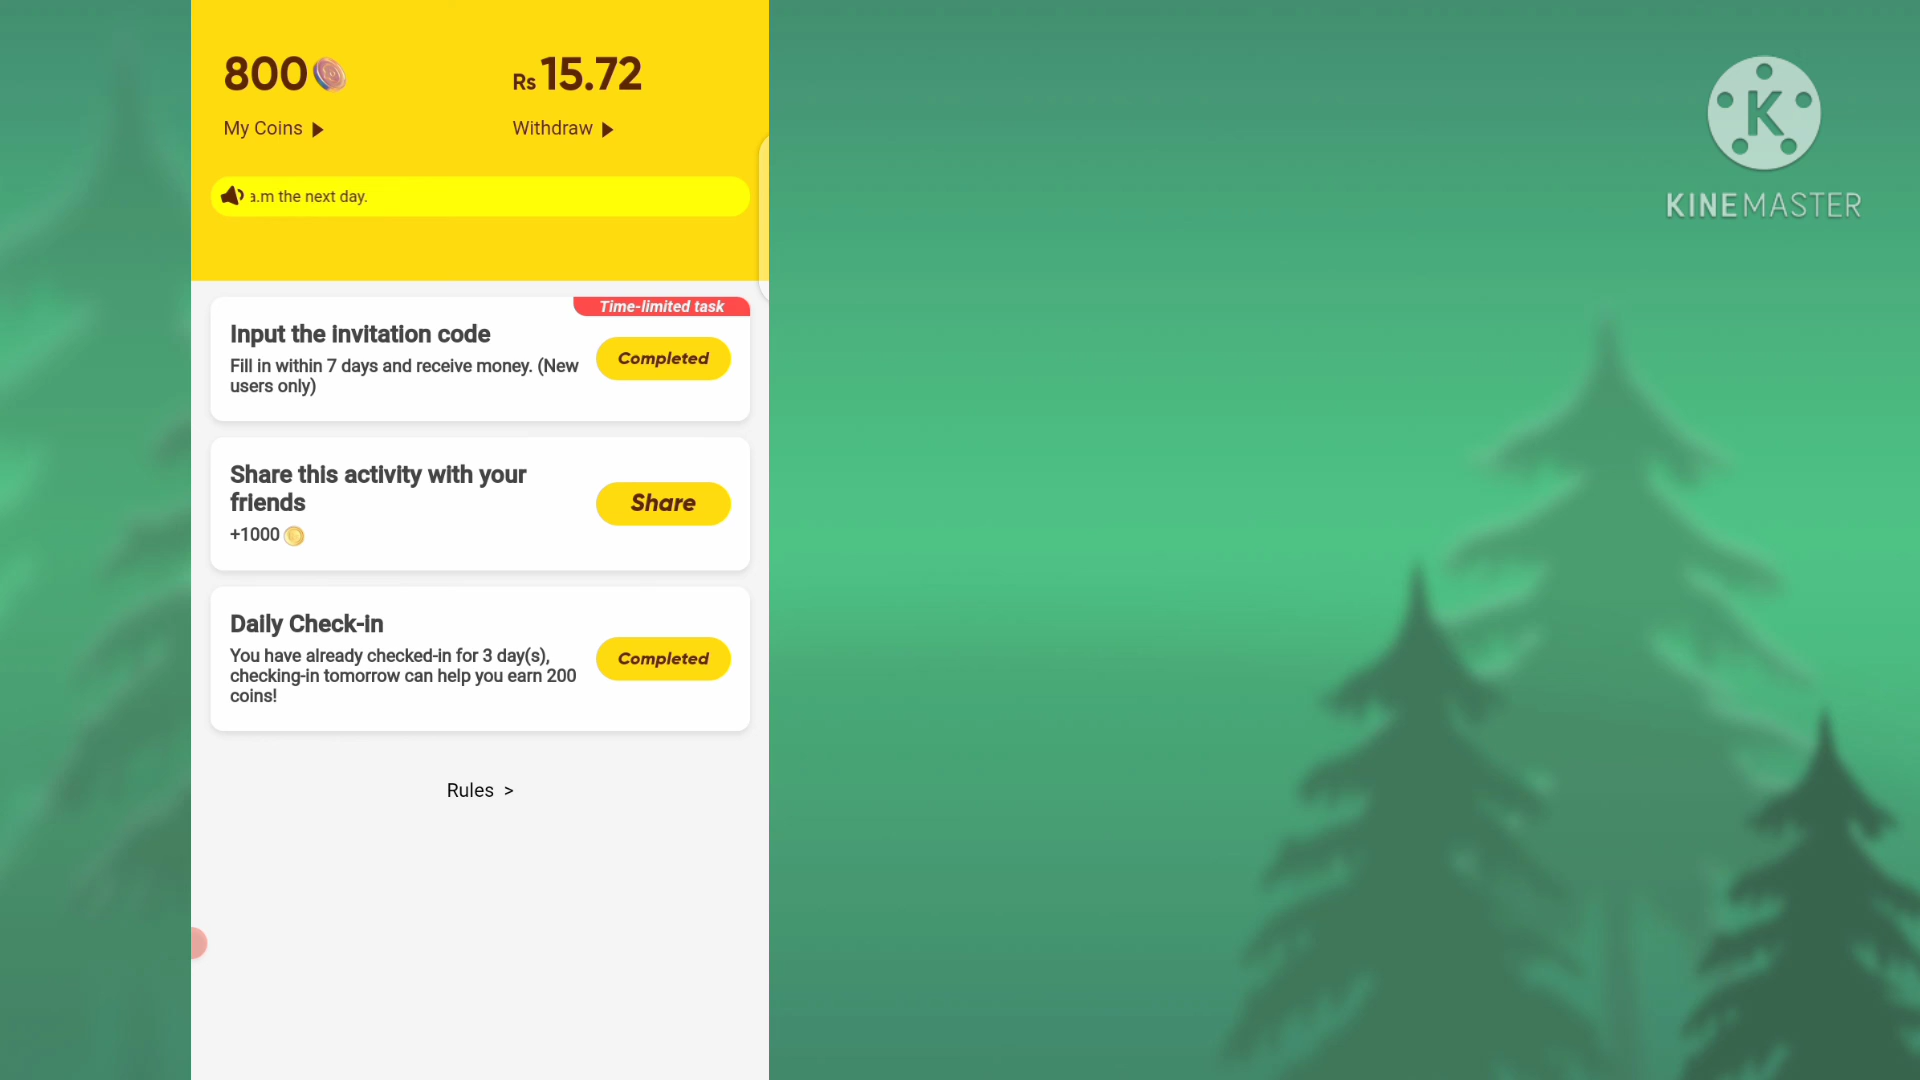 800
Rs 15.72
My Coins
Withdraw
a.m the next day.
Time-limited task
Input the invitation code
Fill in within 7 days and receive money. (New
users only)
Completed
Share this activity with your
friends
+1000
Share
Daily Check-in
You have already checked-in for 3 day(s),
checking-in tomorrow can help you earn 200
coins!
Completed
Rules >
K
KINEMASTER